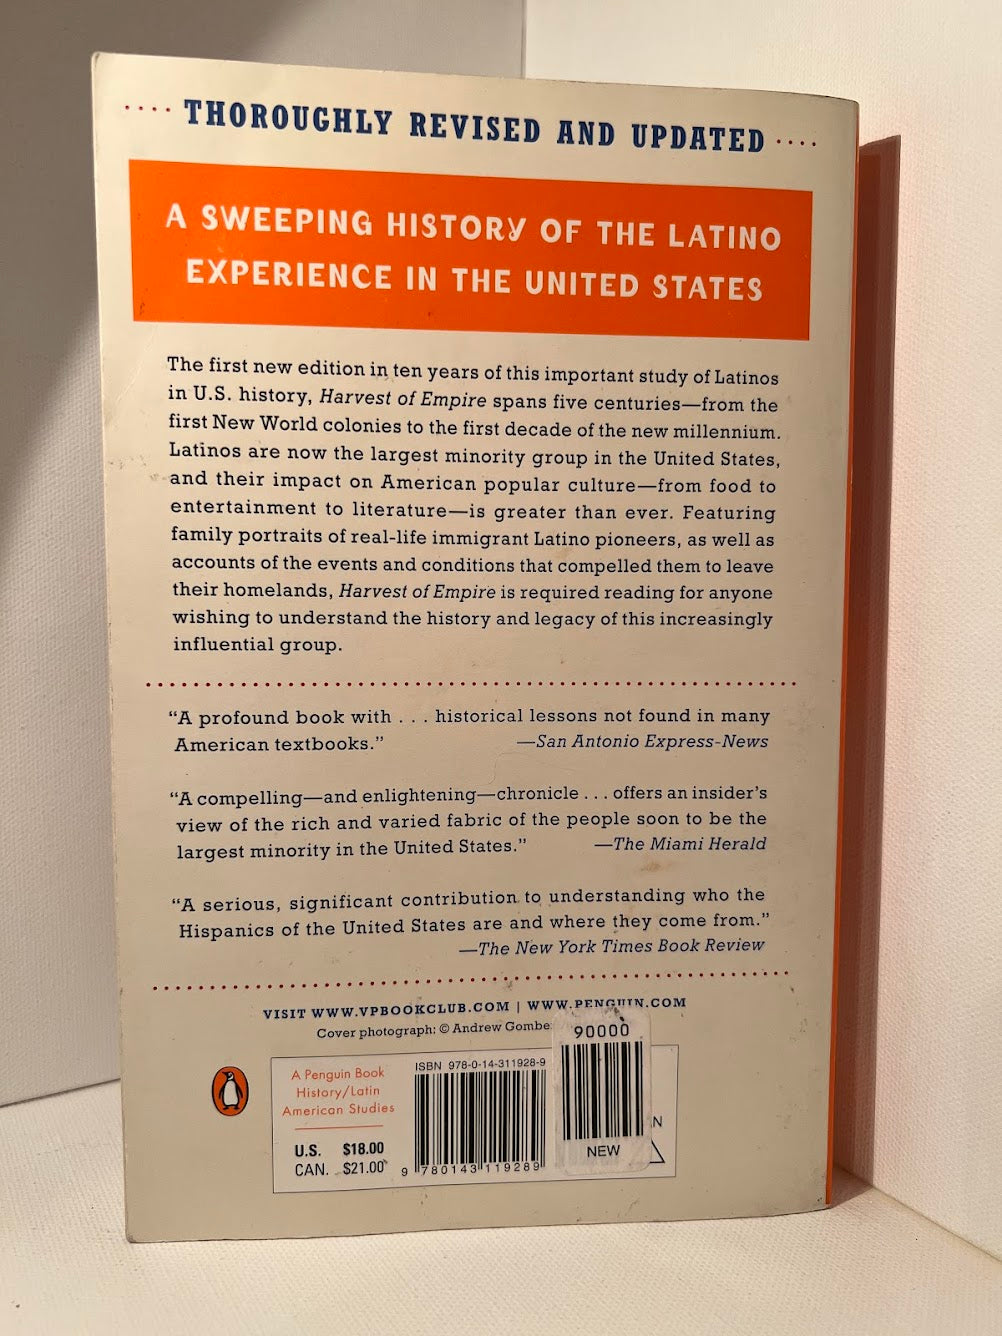 THOROUGHLY REVISED AND UPDATED
A SWEEPING HISTORY OF THE LATINO
EXPERIENCE IN THE UNITED STATES
The first new edition in ten years of this important study of Latinos
in U.S. history, Harvest of Empire spans five centuries—from the
first New World colonies to the first decade of the new millennium.
Latinos are now the largest minority group in the United States,
and their impact on American popular culture—from food to
entertainment to literature—is greater than ever. Featuring
family portraits of real-life immigrant Latino pioneers, as well as
accounts of the events and conditions that compelled them to leave
their homelands, Harvest of Empire is required reading for anyone
wishing to understand the history and legacy of this increasingly
influential group.
“A profound book with . . . historical lessons not found in many
American textbooks.” —San Antonio Express-News
“A compelling—and enlightening—chronicle . . . offers an insider’s
view of the rich and varied fabric of the people soon to be the
largest minority in the United States.” —The Miami Herald
“A serious, significant contribution to understanding who the
Hispanics of the United States are and where they come from.”
—The New York Times Book Review
VISIT WWW.VPBOOKCLUB.COM | WWW.PENGUIN.COM
Cover photograph: © Andrew
A Penguin Book
History/Latin
American Studies
U.S. $18.00
CAN. $21.00
ISBN 978-0-14-311928-9
9 780143 119289
90000
NEW